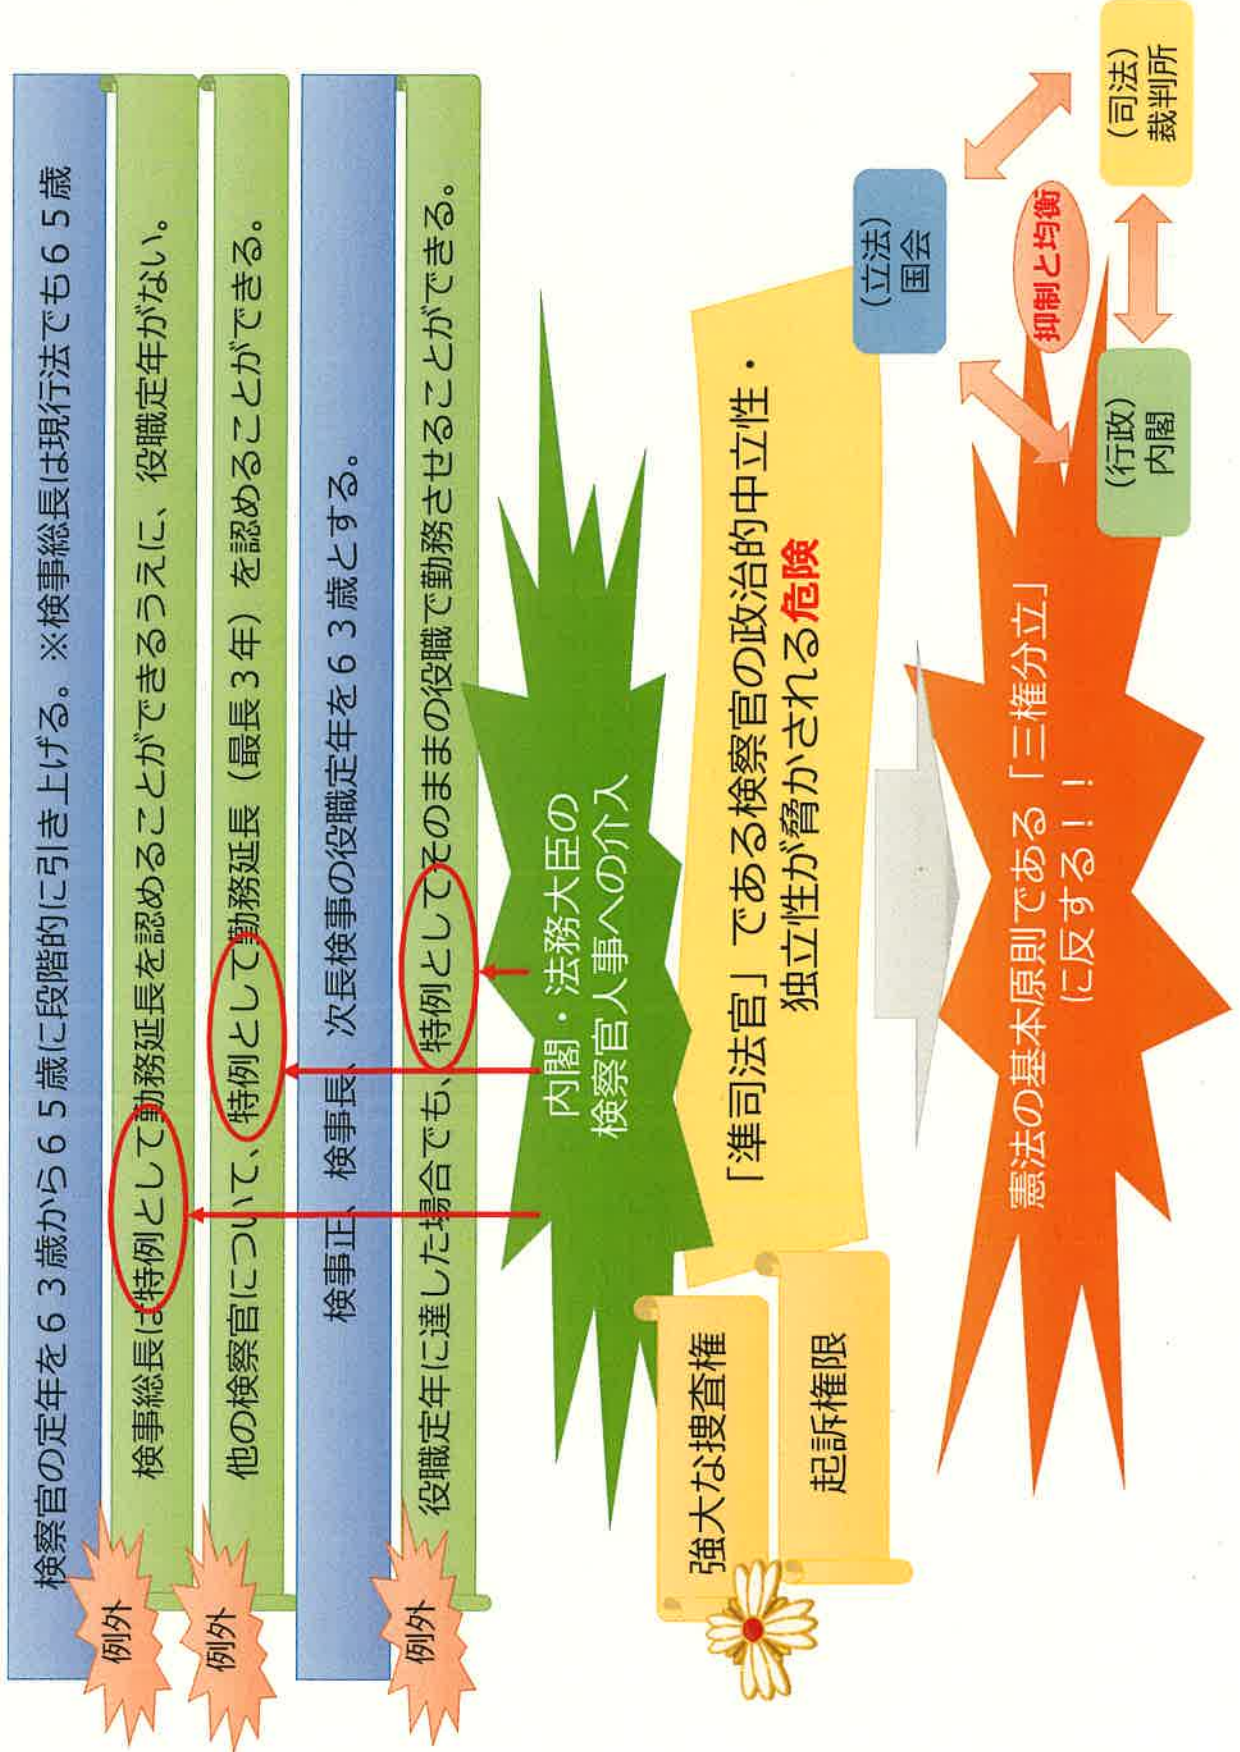 検察官の定年を６３歳から６５歳に段階的に引き上げる。※検事総長は現行法でも６５歳
例外
検事総長は特例として勤務延長を認めることができるうえに、役職定年がない。
例外
他の検察官について、特例として勤務延長（最長３年）を認めることができる。
検事正、検事長、次長検事の役職定年を６３歳とする。
例外
役職定年に達した場合でも、特例としてそのままの役職で勤務させることができる。
内閣・法務大臣の
検察官人事への介入
強大な捜査権
起訴権限
「準司法官」である検察官の政治的中立性・
独立性が脅かされる危険
憲法の基本原則である「三権分立」
に反する！！
（立法）
国会
抑制と均衡
（行政）
内閣
（司法）
裁判所